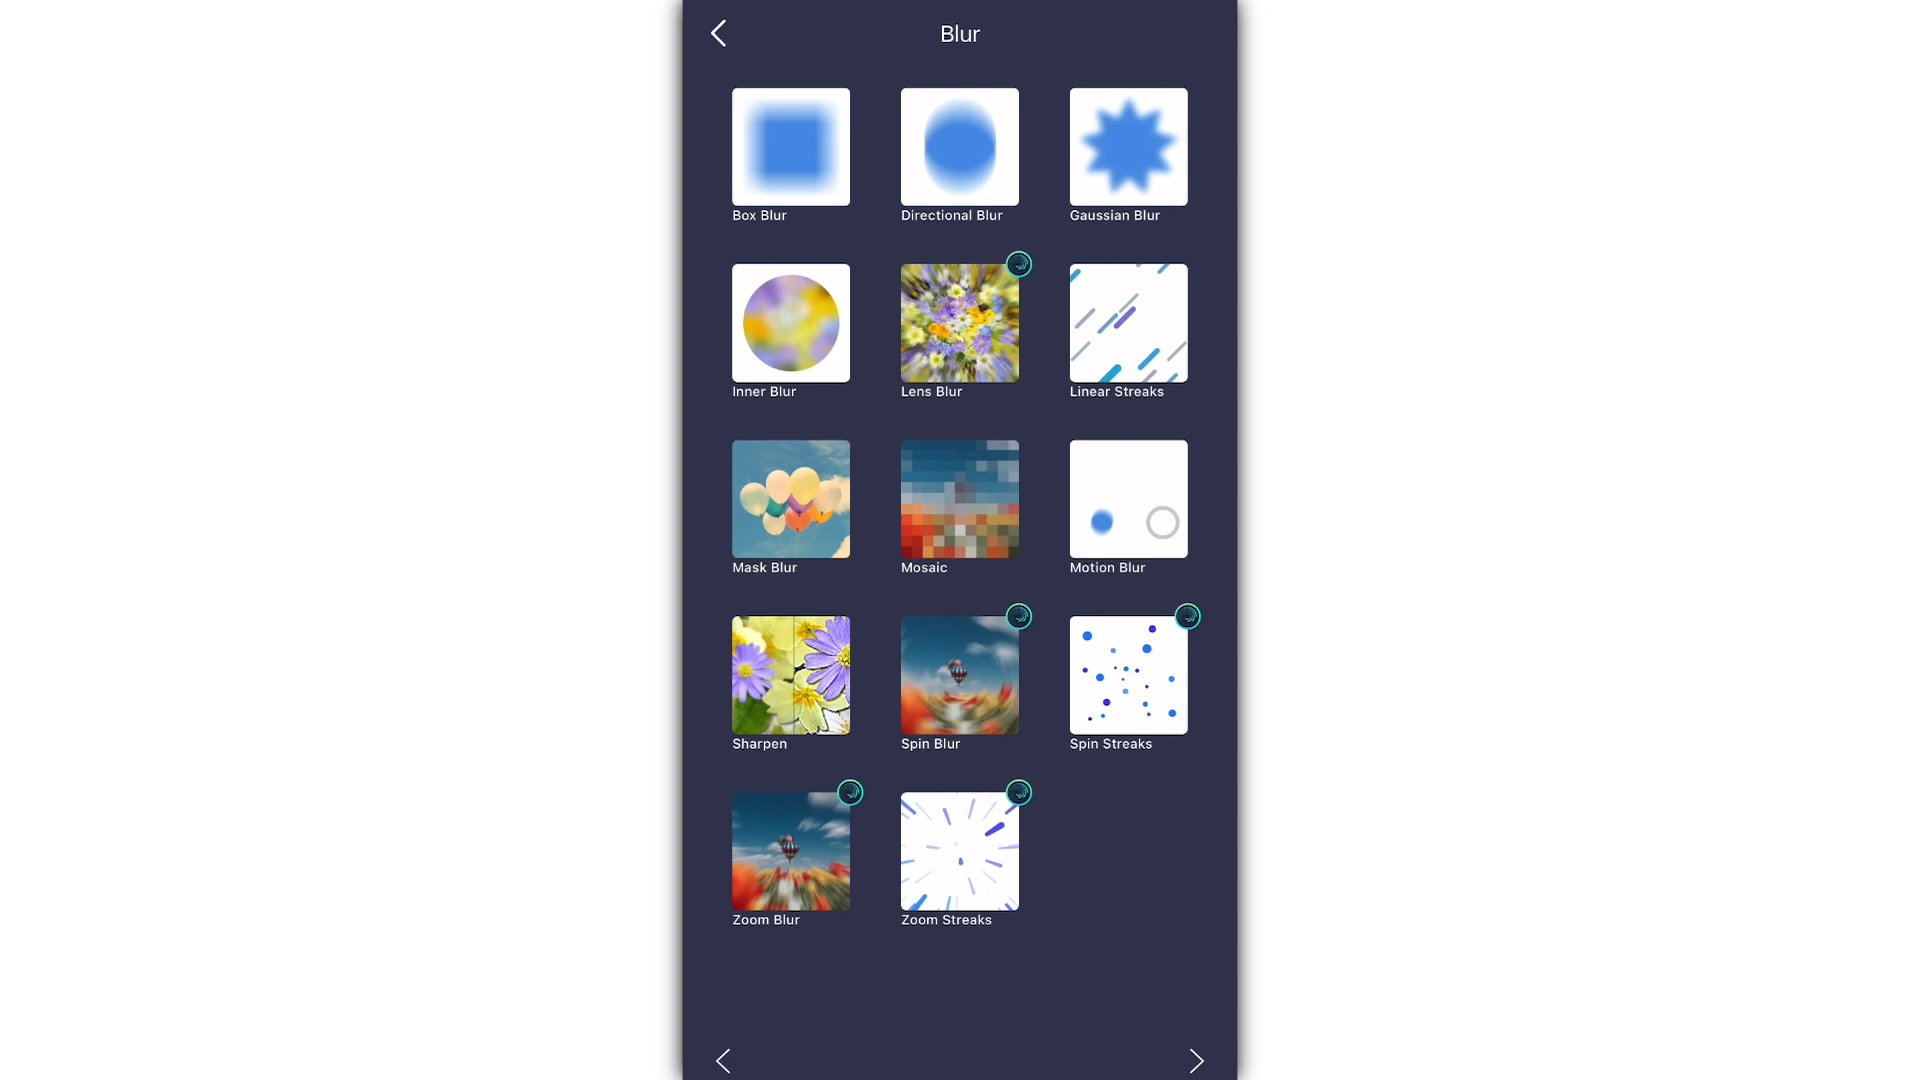 Blur
Box Blur
Directional Blur
Gaussian Blur
Inner Blur
Lens Blur
Linear Streaks
Mask Blur
Mosaic
Motion Blur
Sharpen
Spin Blur
Spin Streaks
Zoom Blur
Zoom Streaks